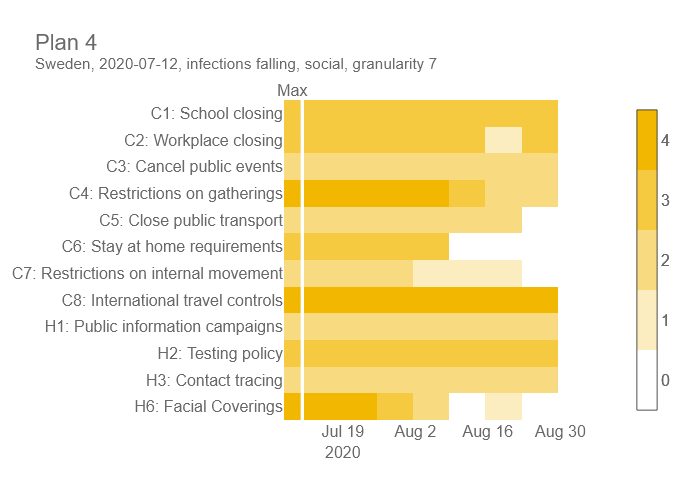 Plan 4
Sweden, 2020-07-12, infections falling, social, granularity 7
Max
C1: School closing
C2: Workplace closing
C3: Cancel public events
C4: Restrictions on gatherings
C5: Close public transport
C6: Stay at home requirements
C7: Restrictions on internal movement
C8: International travel controls
H1: Public information campaigns
H2: Testing policy
H3: Contact tracing
H6: Facial Coverings
Jul 19 Aug 2 Aug 16 Aug 30
2020
4
3
2
1
0